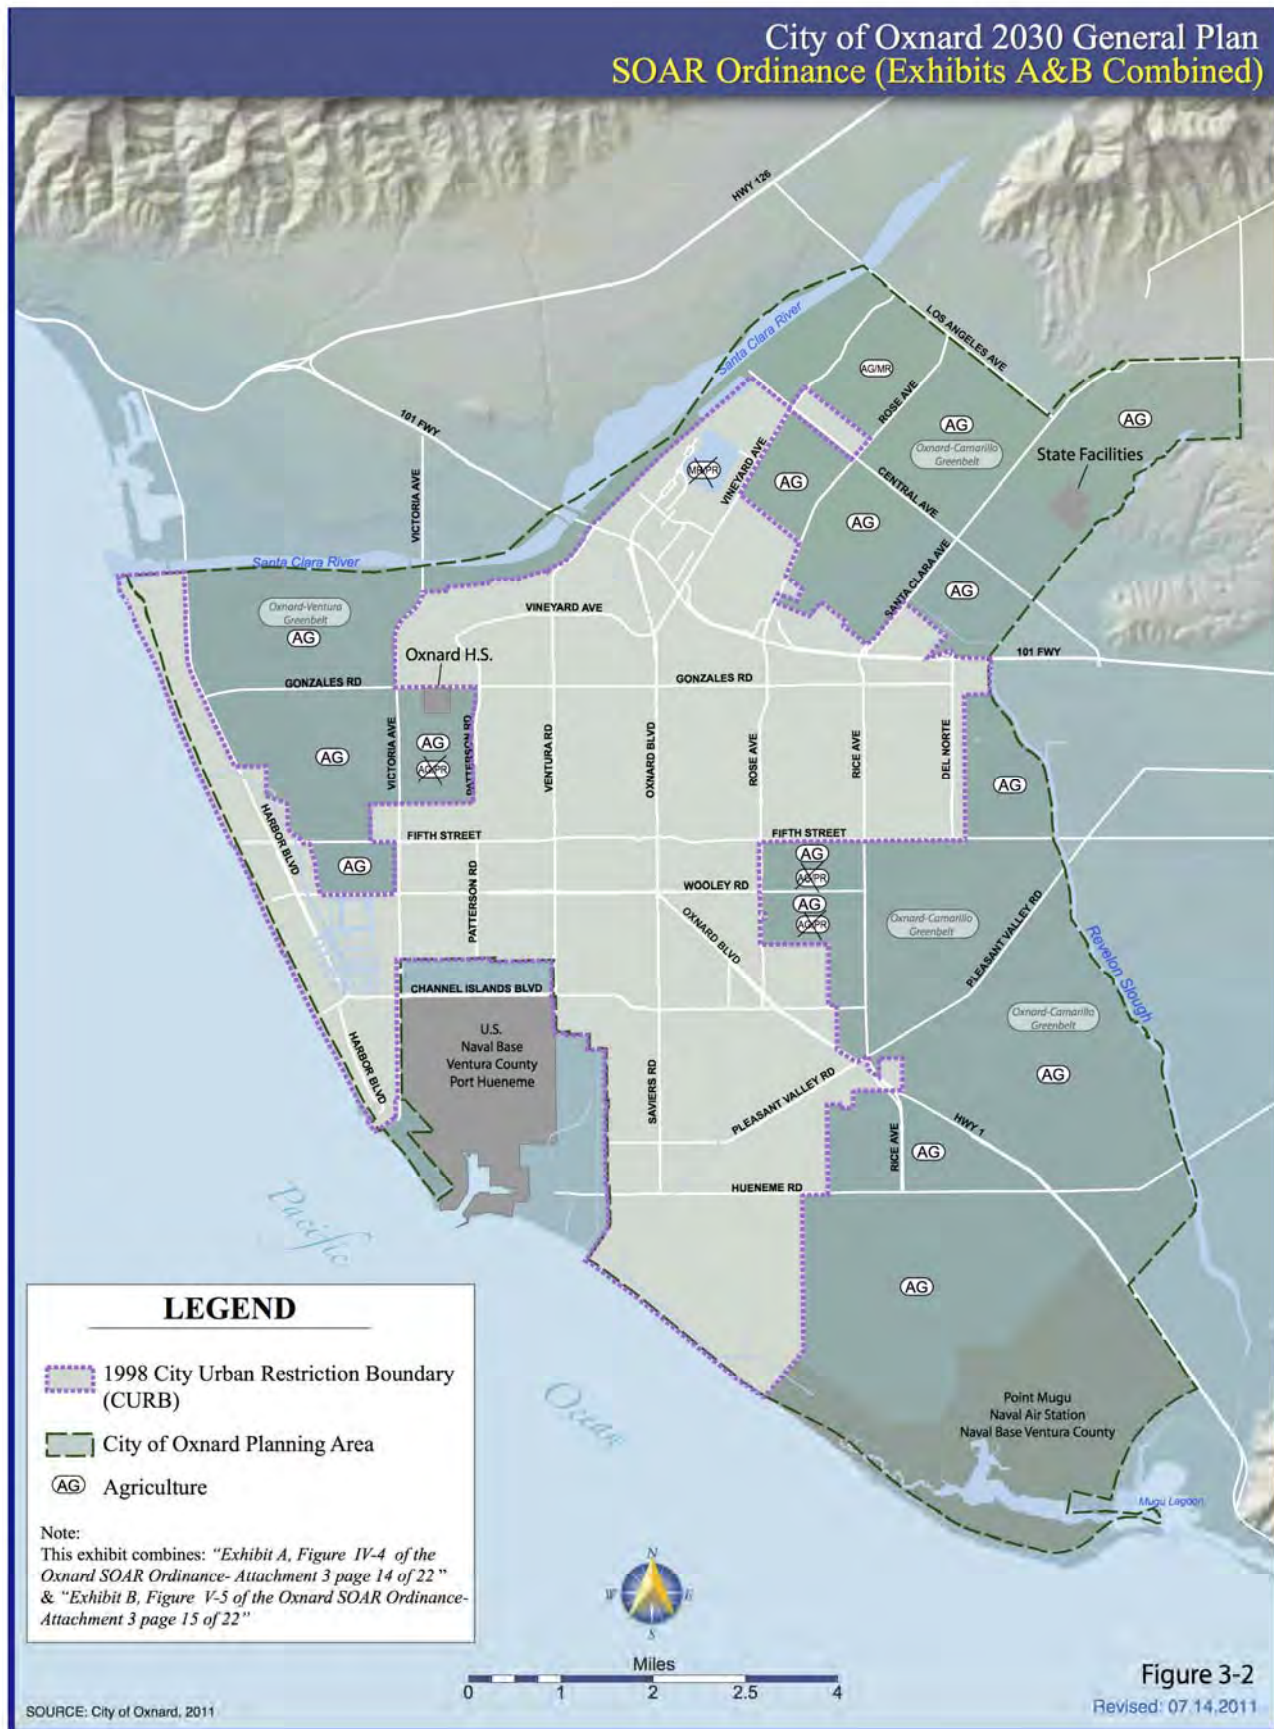 City of Oxnard 2030 General Plan
SOAR Ordinance (Exhibits A&B Combined)
HWY 126
Santa Clara River
LOS ANGELES AVE
AG/MR
ROSE AVE
AG
Oxnard-Camarillo
Greenbelt
AG
State Facilities
101 FWY
VICTORIA AVE
MR/PR
VINEYARD AVE
AG
CENTRAL AVE
AG
SANTA CLARA AVE
AG
Santa Clara River
Oxnard-Ventura
Greenbelt
AG
VINEYARD AVE
Oxnard H.S.
101 FWY
GONZALES RD
GONZALES RD
VICTORIA AVE
AG
AG/PR
PATTERSON RD
VENTURA RD
OXNARD BLVD
ROSE AVE
RICE AVE
DEL NORTE
AG
AG
HARBOR BLVD
FIFTH STREET
FIFTH STREET
AG
AG
AG/PR
PATTERSON RD
WOOLEY RD
AG
AG/PR
OXNARD BLVD
Oxnard-Camarillo
Greenbelt
PLEASANT VALLEY RD
Revelon Slough
CHANNEL ISLANDS BLVD
Oxnard-Camarillo
Greenbelt
U.S.
Naval Base
Ventura County
Port Hueneme
HARBOR BLVD
SAVIERS RD
PLEASANT VALLEY RD
AG
HWY 1
RICE AVE
AG
HUENEME RD
Pacific
Ocean
AG
Point Mugu
Naval Air Station
Naval Base Ventura County
Mugu Lagoon
LEGEND
1998 City Urban Restriction Boundary
(CURB)
City of Oxnard Planning Area
AG
Agriculture
Note:
This exhibit combines: “Exhibit A, Figure IV-4 of the
Oxnard SOAR Ordinance- Attachment 3 page 14 of 22 ”
& “Exhibit B, Figure V-5 of the Oxnard SOAR Ordinance-
Attachment 3 page 15 of 22”
N
W
E
S
Miles
0 1 2 2.5 4
Figure 3-2
Revised: 07.14.2011
SOURCE: City of Oxnard, 2011